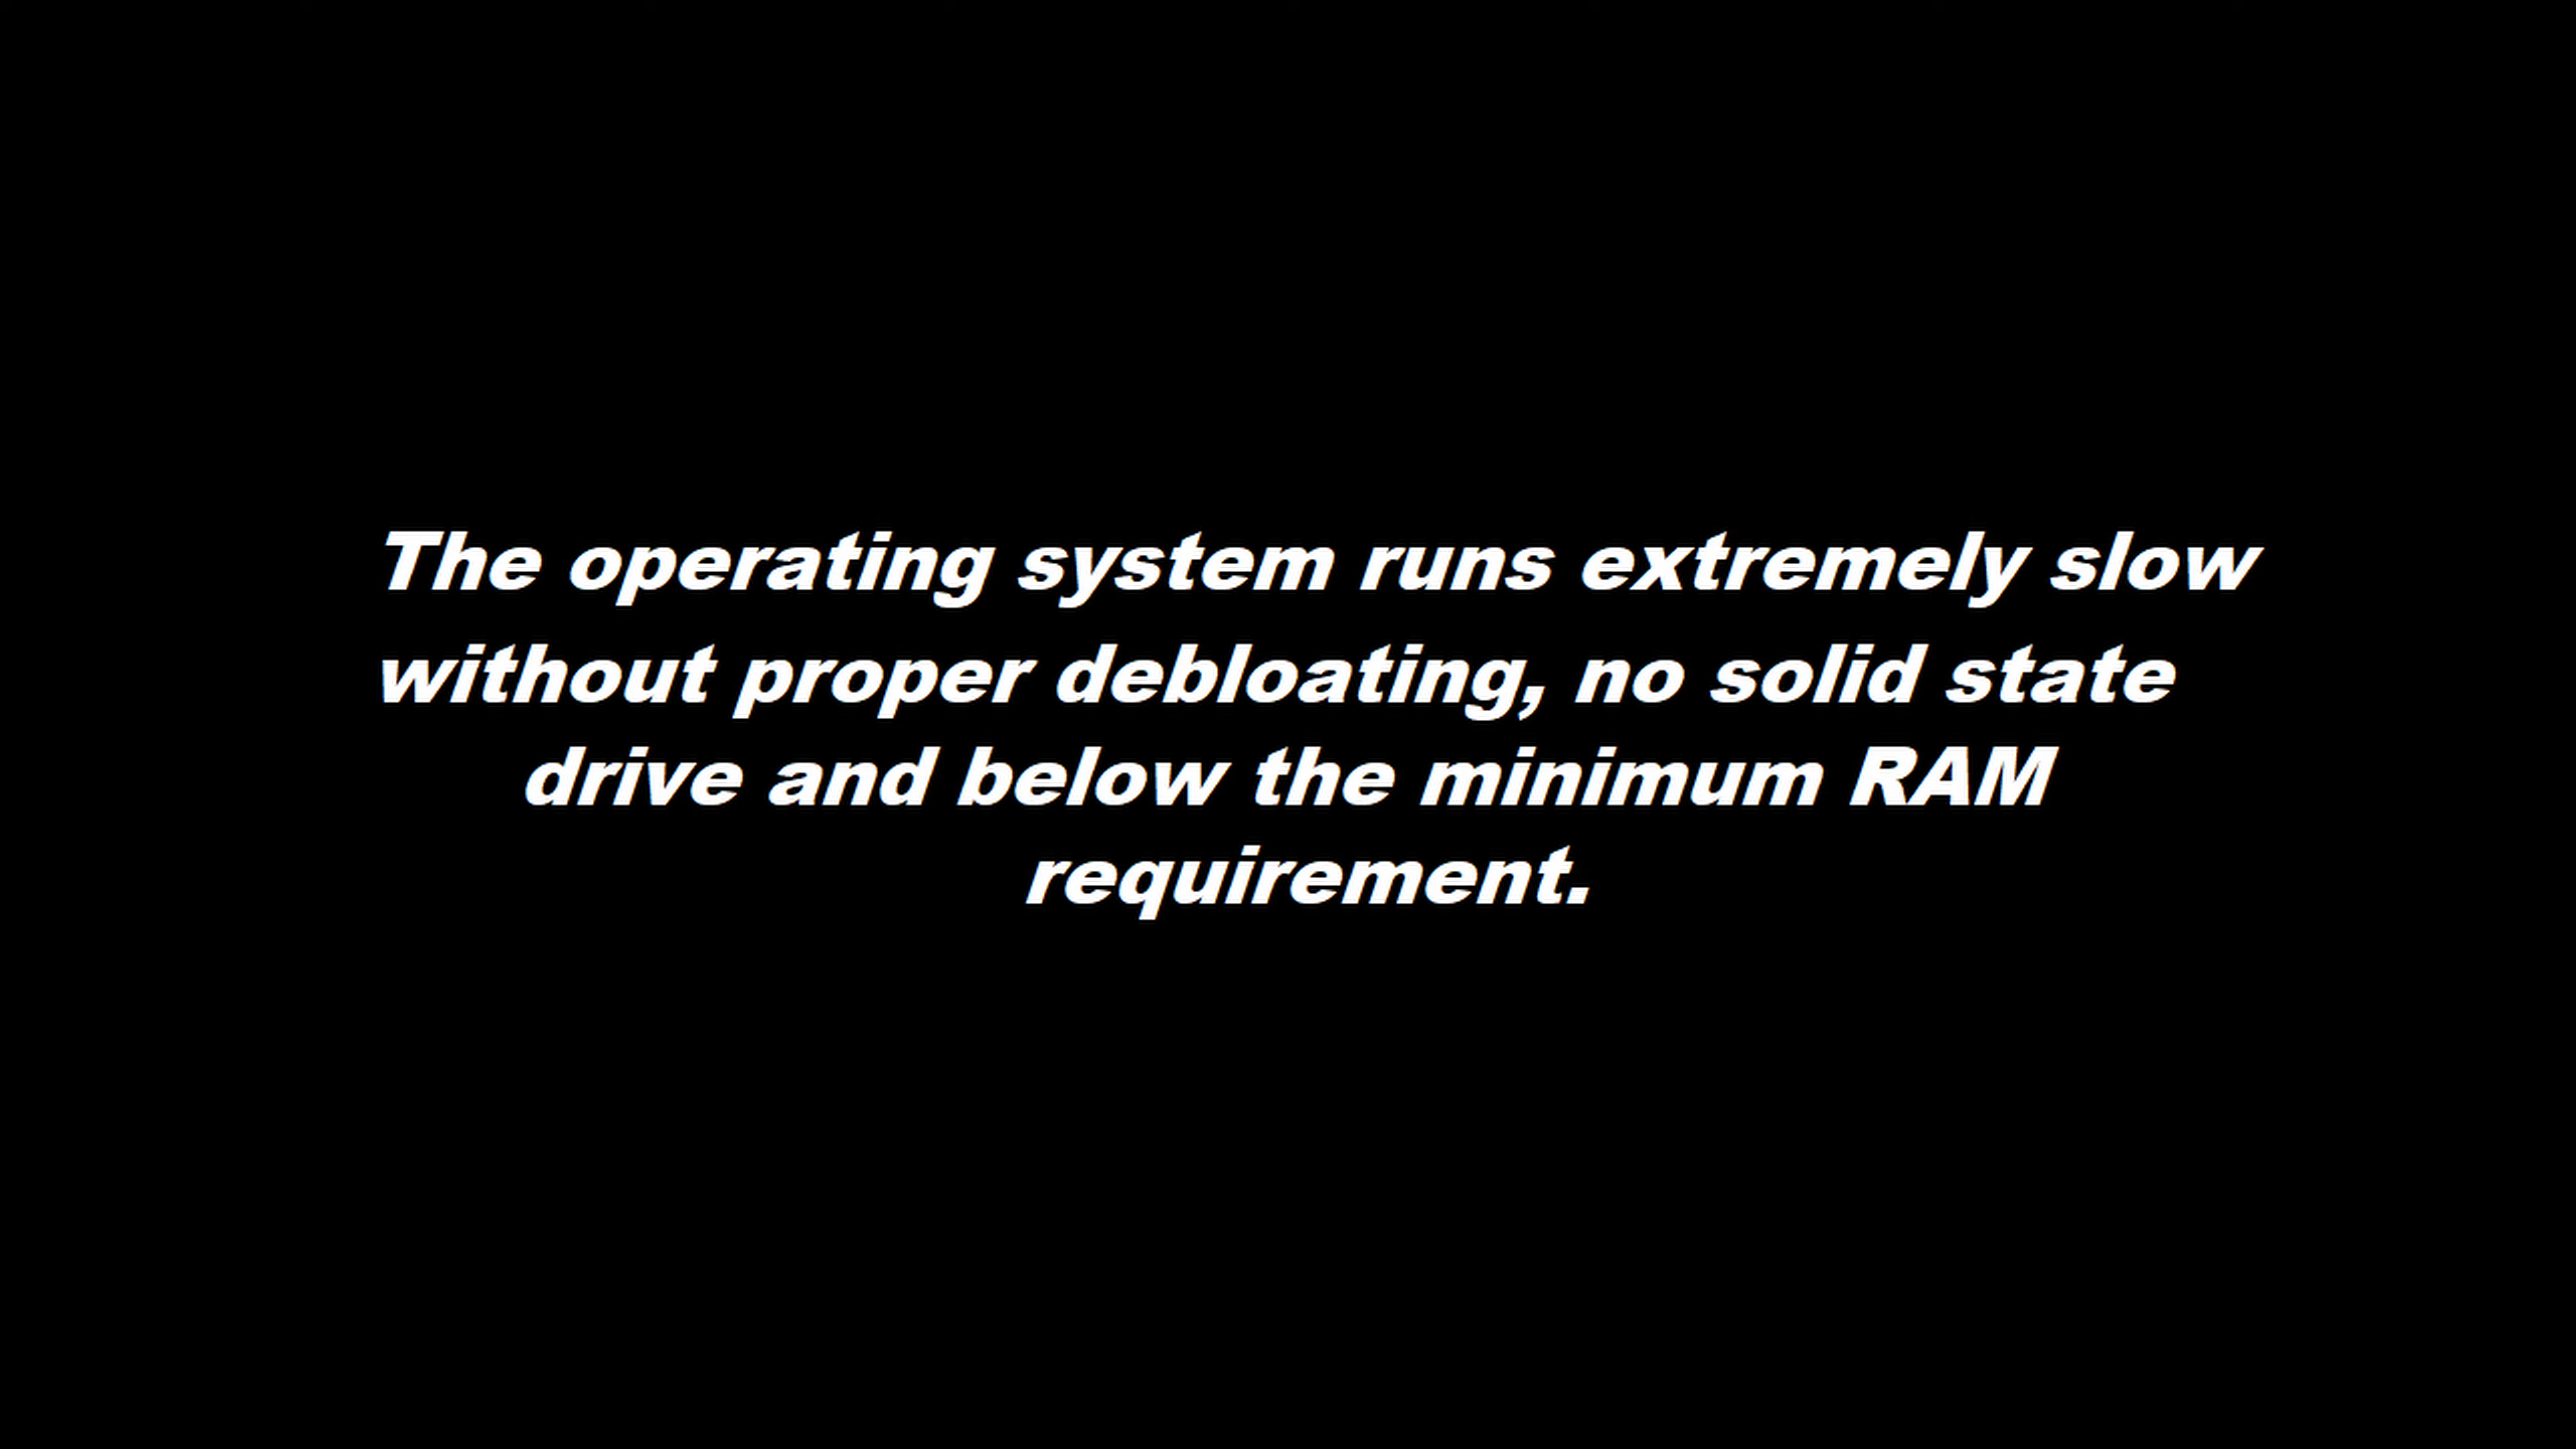 The operating system runs extremely slow
without proper debloating, no solid state
drive and below the minimum RAM
requirement.